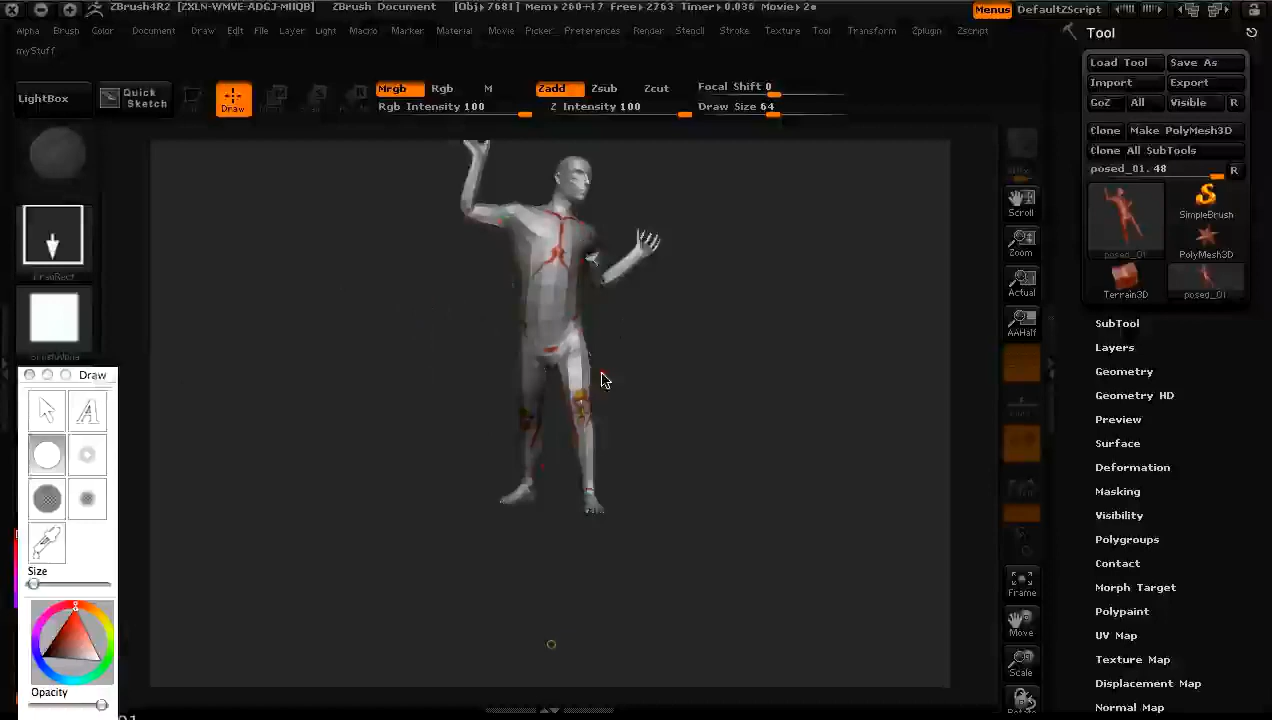 ZBrush4R2 [ZXLN-WMVE-ADGJ-MIIQB] ZBrush Document [Obj▸7681] Mem▸260+17 Free▸2763 Timer▸0.036 Movie▸2 Menus DefaultZScript
Alpha Brush Color Document Draw Edit File Layer Light Macro Marker Material Movie Picker Preferences Render Stencil Stroke Texture Tool Transform Zplugin Zscript
myStuff
LightBox
Quick Sketch
Draw
Mrgb Rgb M
Rgb Intensity 100
Zadd Zsub Zcut
Z Intensity 100
Focal Shift 0
Draw Size 64
DragRect
BrushAlpha
Draw
Size
Opacity
Scroll
Zoom
Actual
AAHalf
Frame
Move
Scale
Rotate
Tool
Load Tool Save As
Import Export
GoZ All Visible R
Clone Make PolyMesh3D
Clone All SubTools
posed_01. 48 R
posed_01
SimpleBrush
PolyMesh3D
Terrain3D
posed_01
SubTool
Layers
Geometry
Geometry HD
Preview
Surface
Deformation
Masking
Visibility
Polygroups
Contact
Morph Target
Polypaint
UV Map
Texture Map
Displacement Map
Normal Map